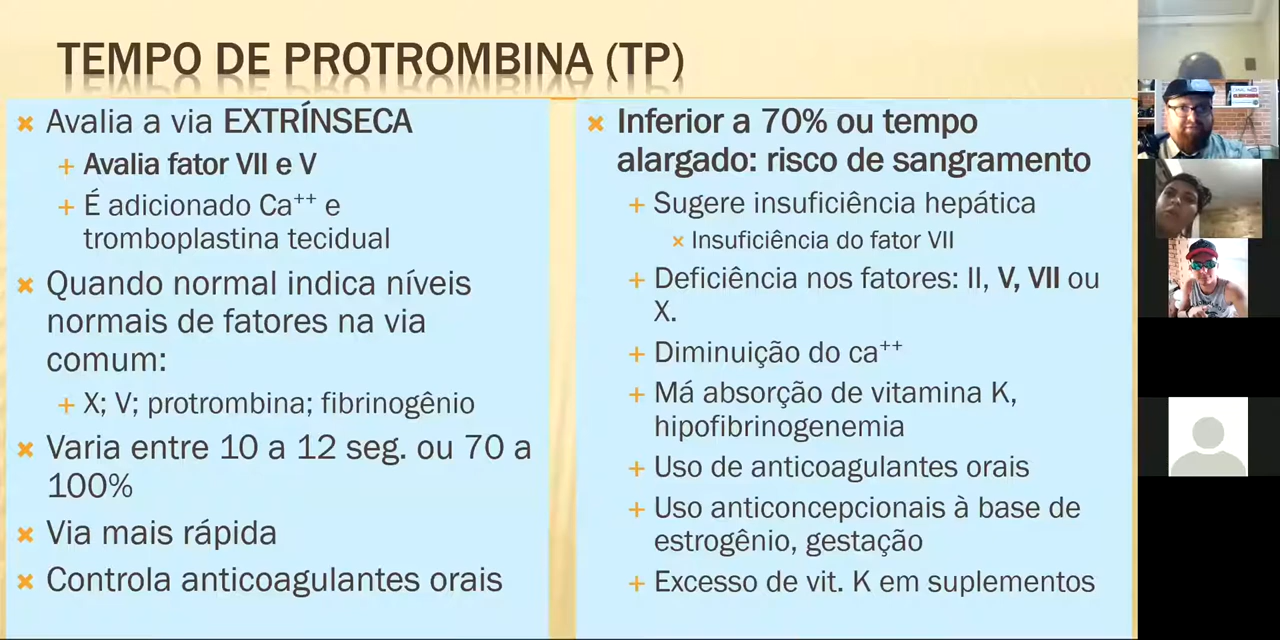 TEMPO DE PROTROMBINA (TP)
Avalia a via EXTRÍNSECA
Avalia fator VII e V
É adicionado Ca++ e
tromboplastina tecidual
Quando normal indica níveis
normais de fatores na via
comum:
X; V; protrombina; fibrinogênio
Varia entre 10 a 12 seg. ou 70 a
100%
Via mais rápida
Controla anticoagulantes orais
Inferior a 70% ou tempo
alargado: risco de sangramento
Sugere insuficiência hepática
Insuficiência do fator VII
Deficiência nos fatores: II, V, VII ou
X.
Diminuição do ca++
Má absorção de vitamina K,
hipofibrinogenemia
Uso de anticoagulantes orais
Uso anticoncepcionais à base de
estrogênio, gestação
Excesso de vit. K em suplementos